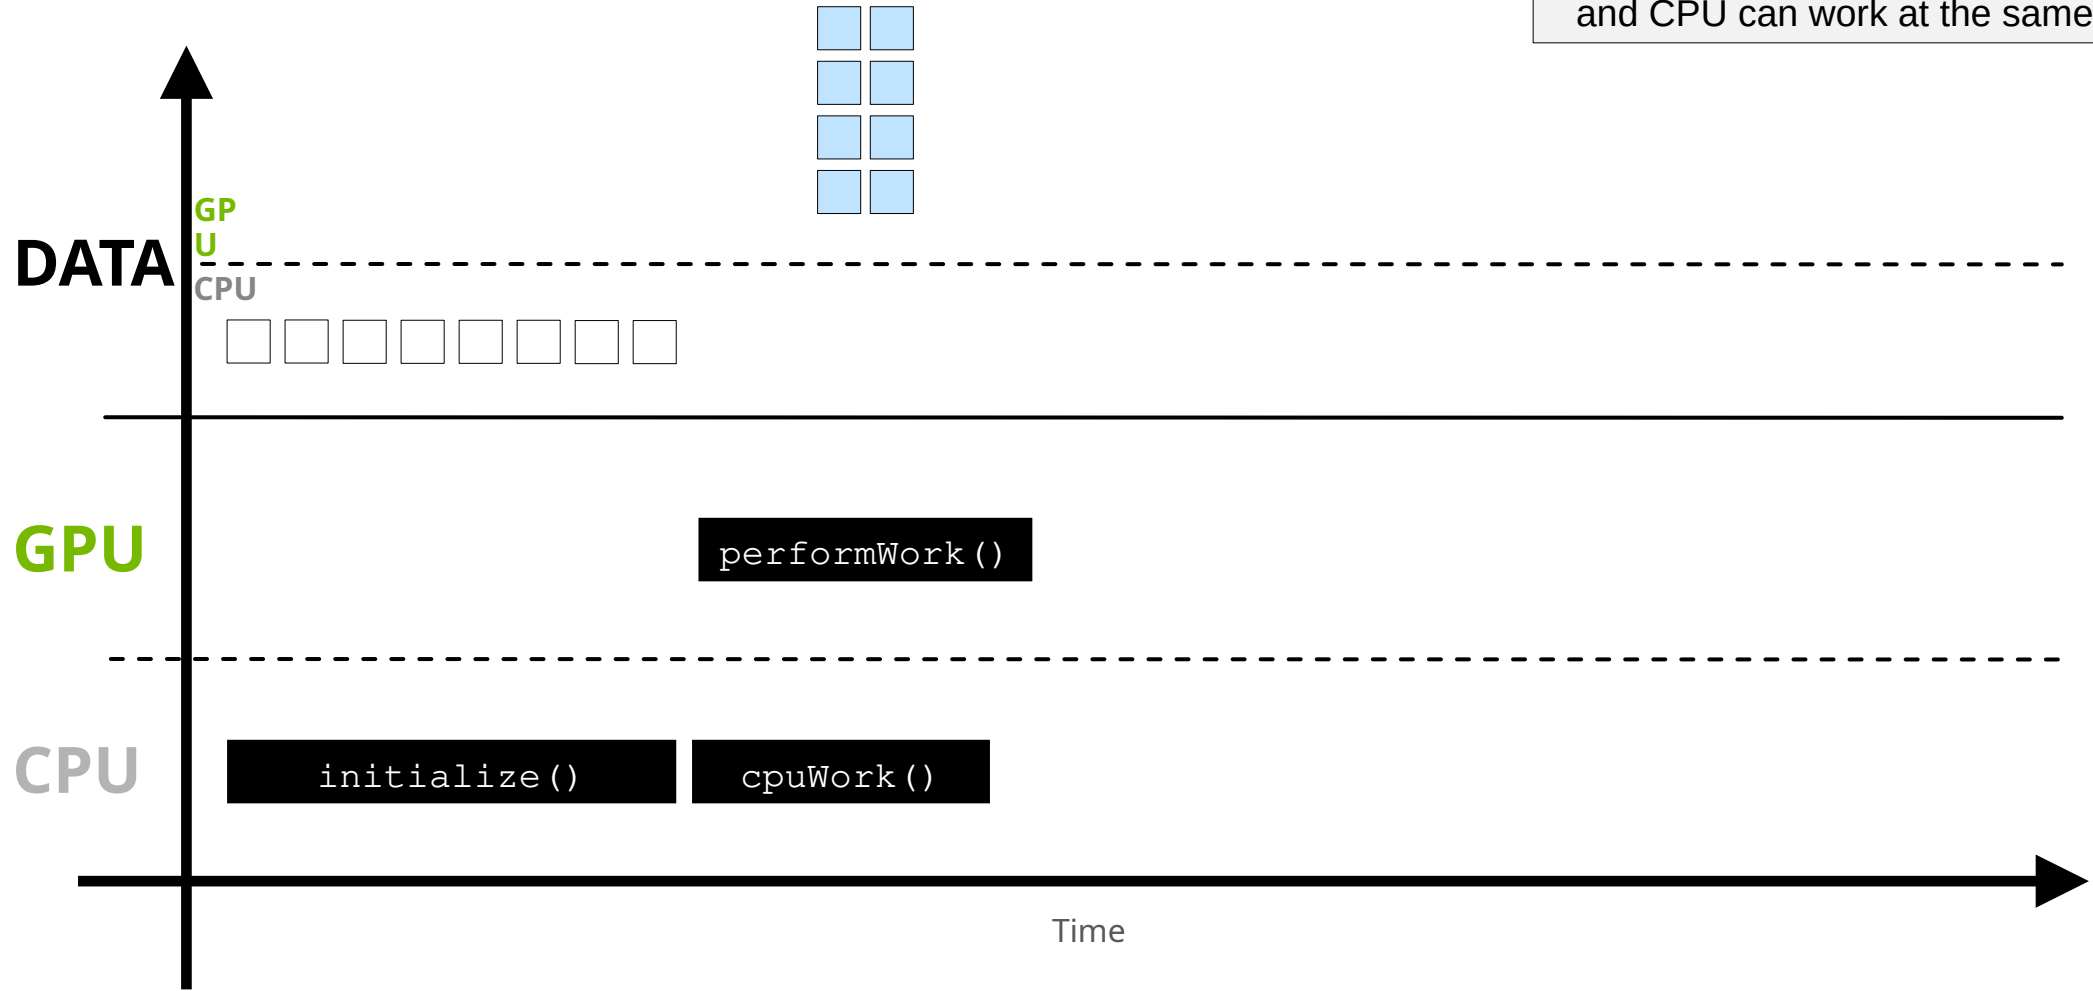 and CPU can work at the same
GP
U
DATA
CPU
GPU
performWork()
CPU
initialize()
cpuWork()
Time